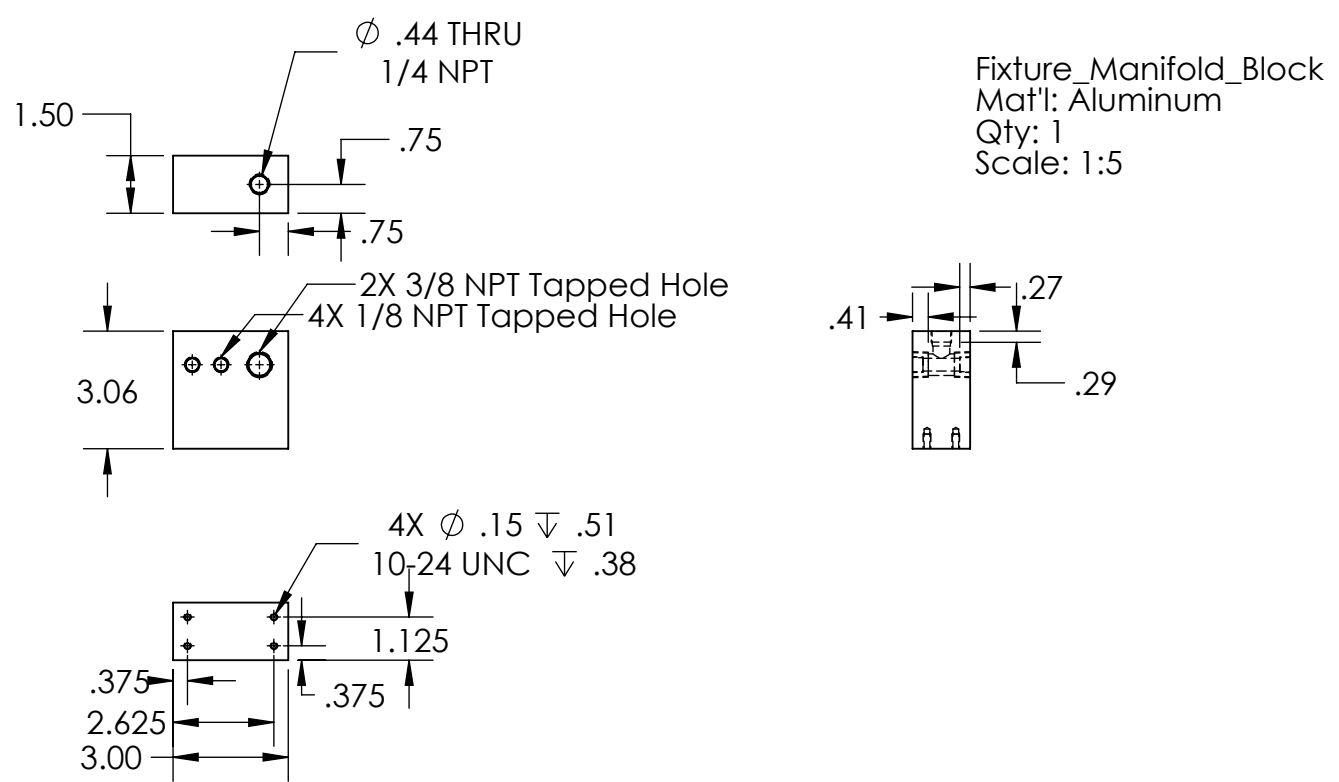 ⌀ .44 THRU
1/4 NPT
1.50
.75
.75
Fixture_Manifold_Block
Mat'l: Aluminum
Qty: 1
Scale: 1:5
2X 3/8 NPT Tapped Hole
4X 1/8 NPT Tapped Hole
3.06
.41
.27
.29
4X ⌀ .15 ↧ .51
10-24 UNC ↧ .38
1.125
.375
.375
2.625
3.00